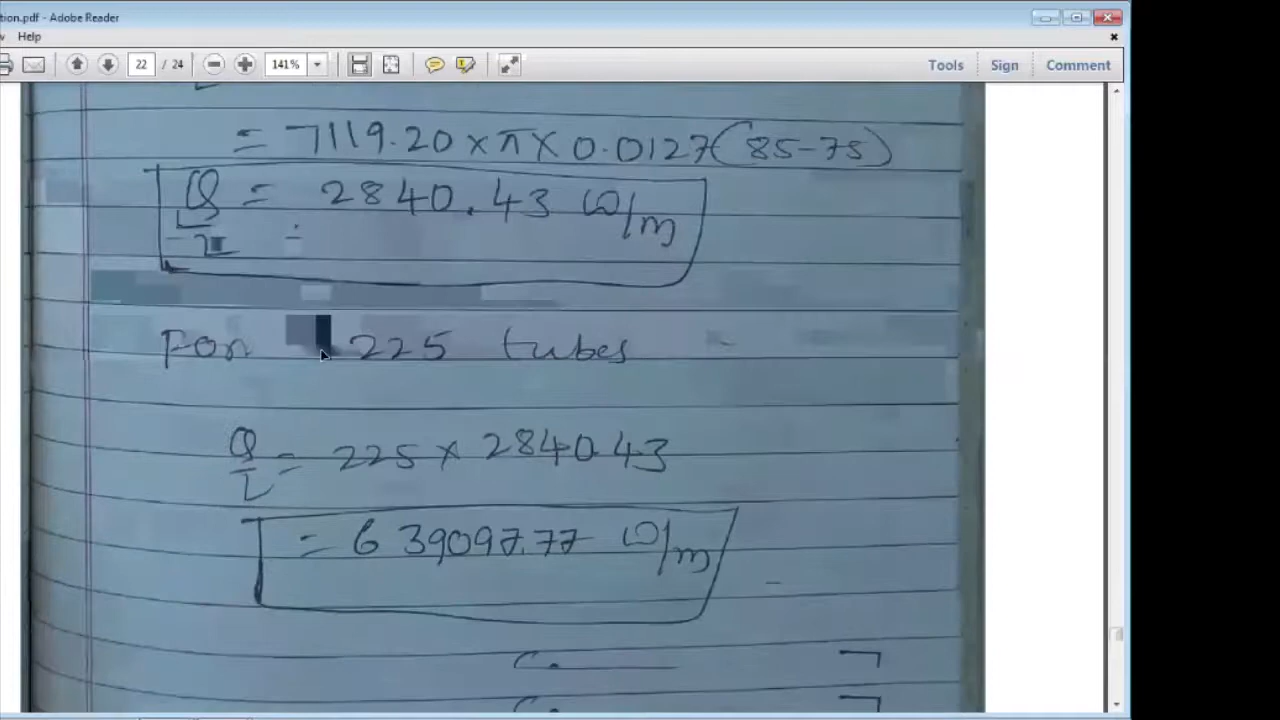 tion.pdf - Adobe Reader
Help
22 / 24 141% Tools Sign Comment
= 7119.20 x π x 0.0127 (85-75)
Q = 2840.43 W/m
L
For 225 tubes
Q/L = 225 x 2840.43
= 639097.77 W/m